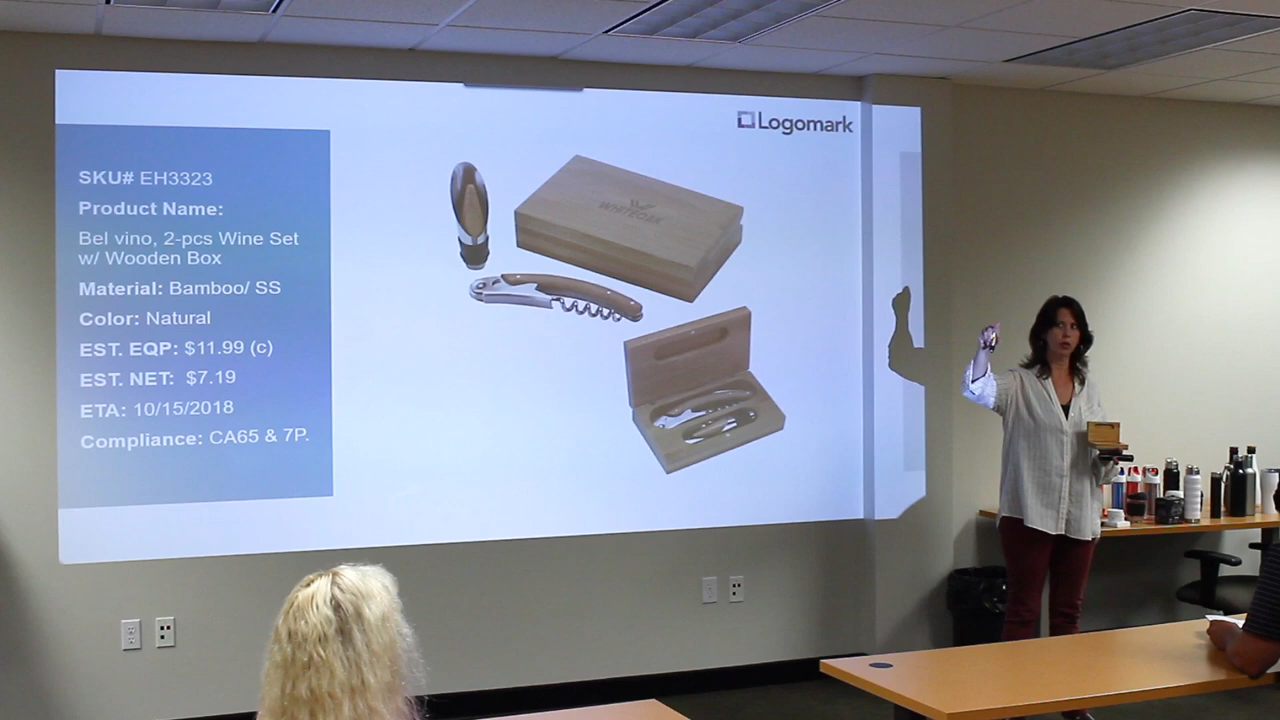 Logomark
SKU# EH3323
Product Name:
Bel vino, 2-pcs Wine Set
w/ Wooden Box
Material: Bamboo/ SS
Color: Natural
EST. EQP: $11.99 (c)
EST. NET: $7.19
ETA: 10/15/2018
Compliance: CA65 & 7P.
WHITEOAK